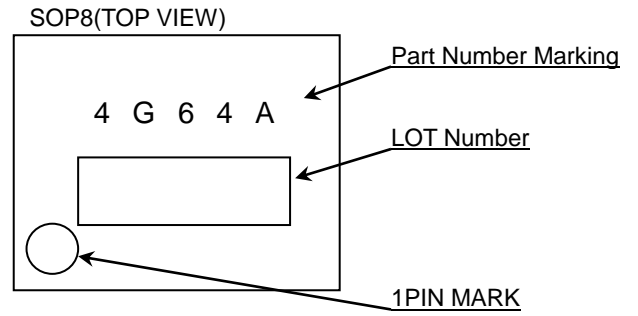 SOP8(TOP VIEW)
Part Number Marking
4 G 6 4 A
LOT Number
1PIN MARK